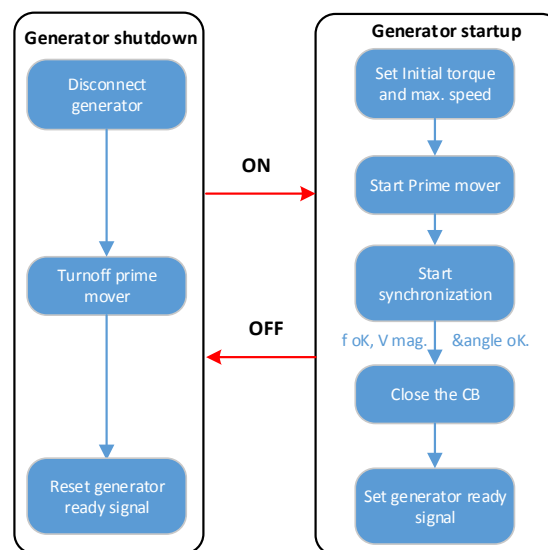 Generator shutdown
Disconnect
generator
Turnoff prime
mover
Reset generator
ready signal
ON
OFF
Generator startup
Set Initial torque
and max. speed
Start Prime mover
Start
synchronization
f oK, V mag. &angle oK.
Close the CB
Set generator ready
signal